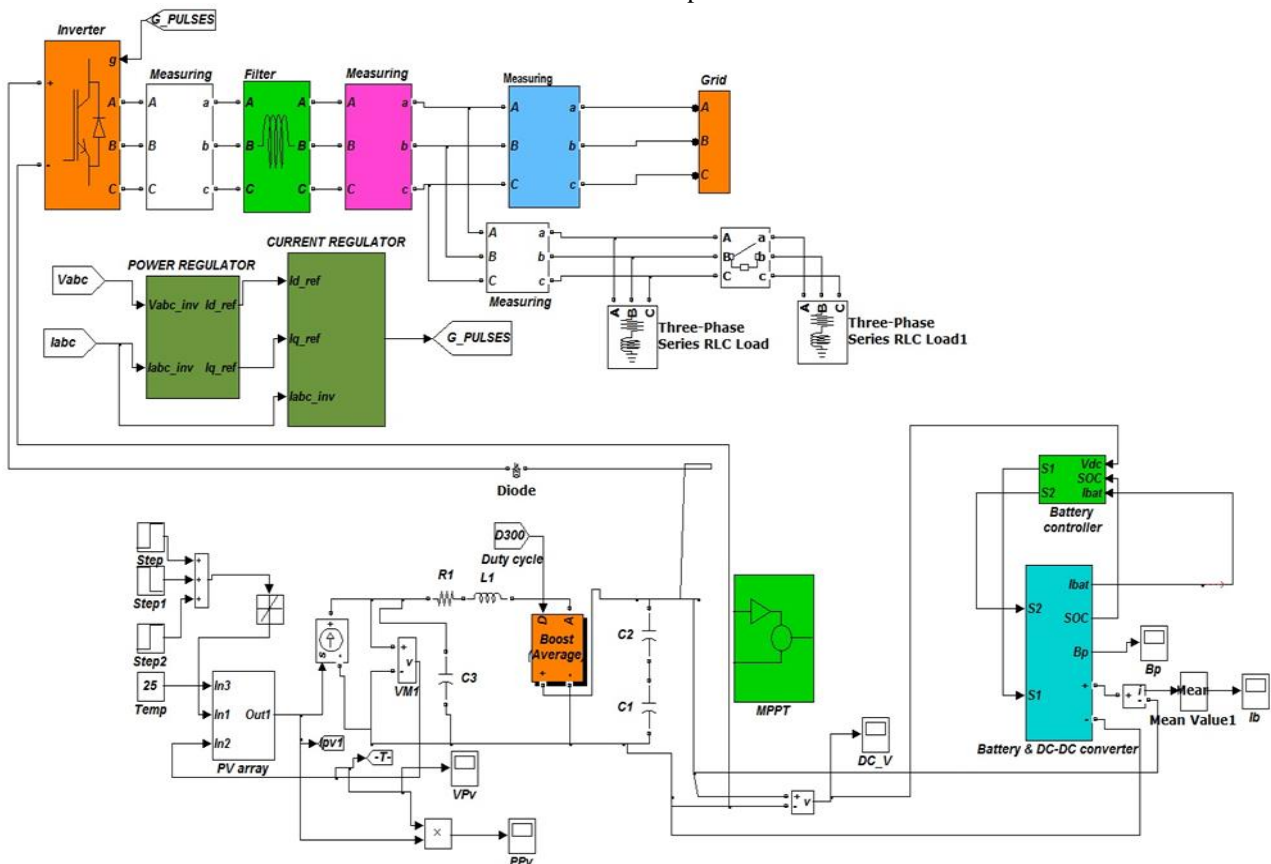 G_PULSES
Inverter
g
+
-
A
B
C
Measuring
A a
B b
C c
Filter
A A
B B
C C
Measuring
A a
B b
C c
Measuring
A a
B b
C c
Grid
A
B
C
A a
B b
C c
Measuring
A a
B b
C c
A B C
Three-Phase
Series RLC Load
A B C
Three-Phase
Series RLC Load1
CURRENT REGULATOR
Id_ref
Iq_ref
Iabc_inv
POWER REGULATOR
Vabc_inv Id_ref
Iabc_inv Iq_ref
Vabc
Iabc
G_PULSES
Diode
S1 Vdc
SOC
S2 Ibat
Battery
controller
Step
Step1
Step2
+
+
+
25
Temp
In3
In1
In2
Out1
PV array
Ipv1
-T-
s
+
-
+
-
v
VM1
C3
R1
L1
D300
Duty cycle
D A
Boost
(Average)
+ -
C2
C1
MPPT
DC_V
+
-
v
VPv
×
PPv
S2
S1
Ibat
SOC
Bp
+
-
Battery & DC-DC converter
Bp
+
i
-
Mear
Mean Value1
Ib